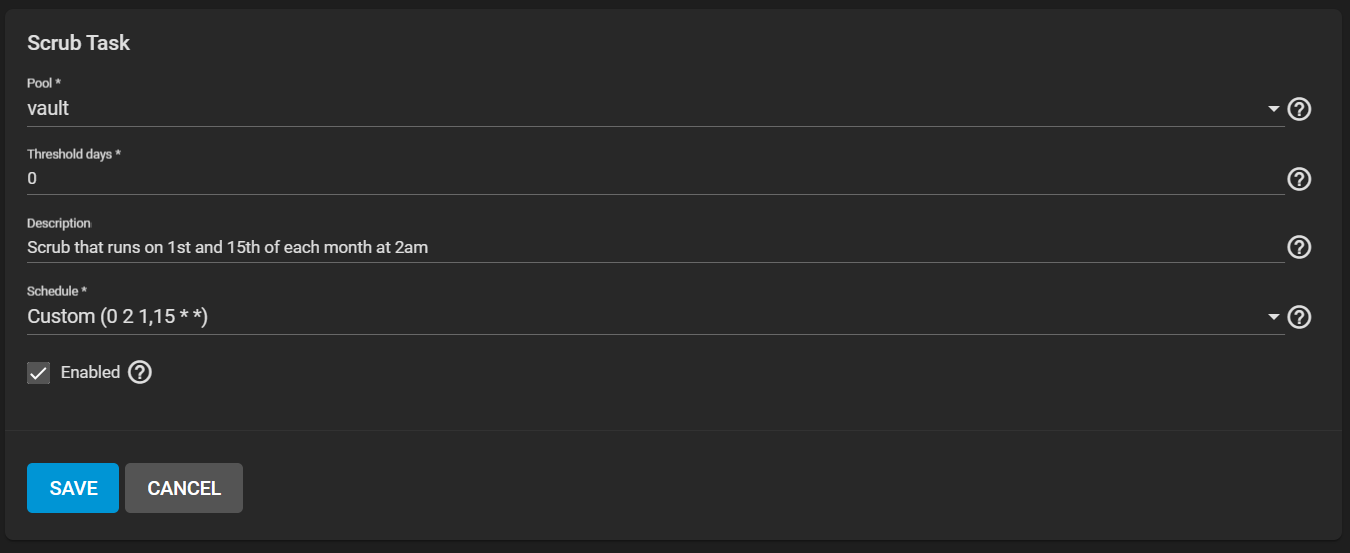 Scrub Task
Pool *
vault
Threshold days *
0
Description
Scrub that runs on 1st and 15th of each month at 2am
Schedule *
Custom (0 2 1,15 * *)
Enabled
SAVE CANCEL